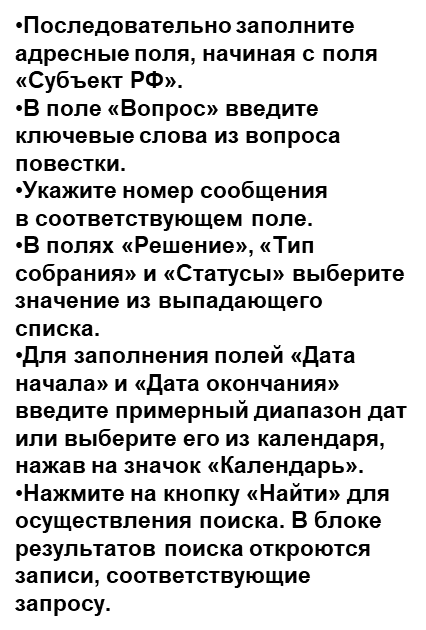 •Последовательно заполните
адресные поля, начиная с поля
«Субъект РФ».
•В поле «Вопрос» введите
ключевые слова из вопроса
повестки.
•Укажите номер сообщения
в соответствующем поле.
•В полях «Решение», «Тип
собрания» и «Статусы» выберите
значение из выпадающего
списка.
•Для заполнения полей «Дата
начала» и «Дата окончания»
введите примерный диапазон дат
или выберите его из календаря,
нажав на значок «Календарь».
•Нажмите на кнопку «Найти» для
осуществления поиска. В блоке
результатов поиска откроются
записи, соответствующие
запросу.